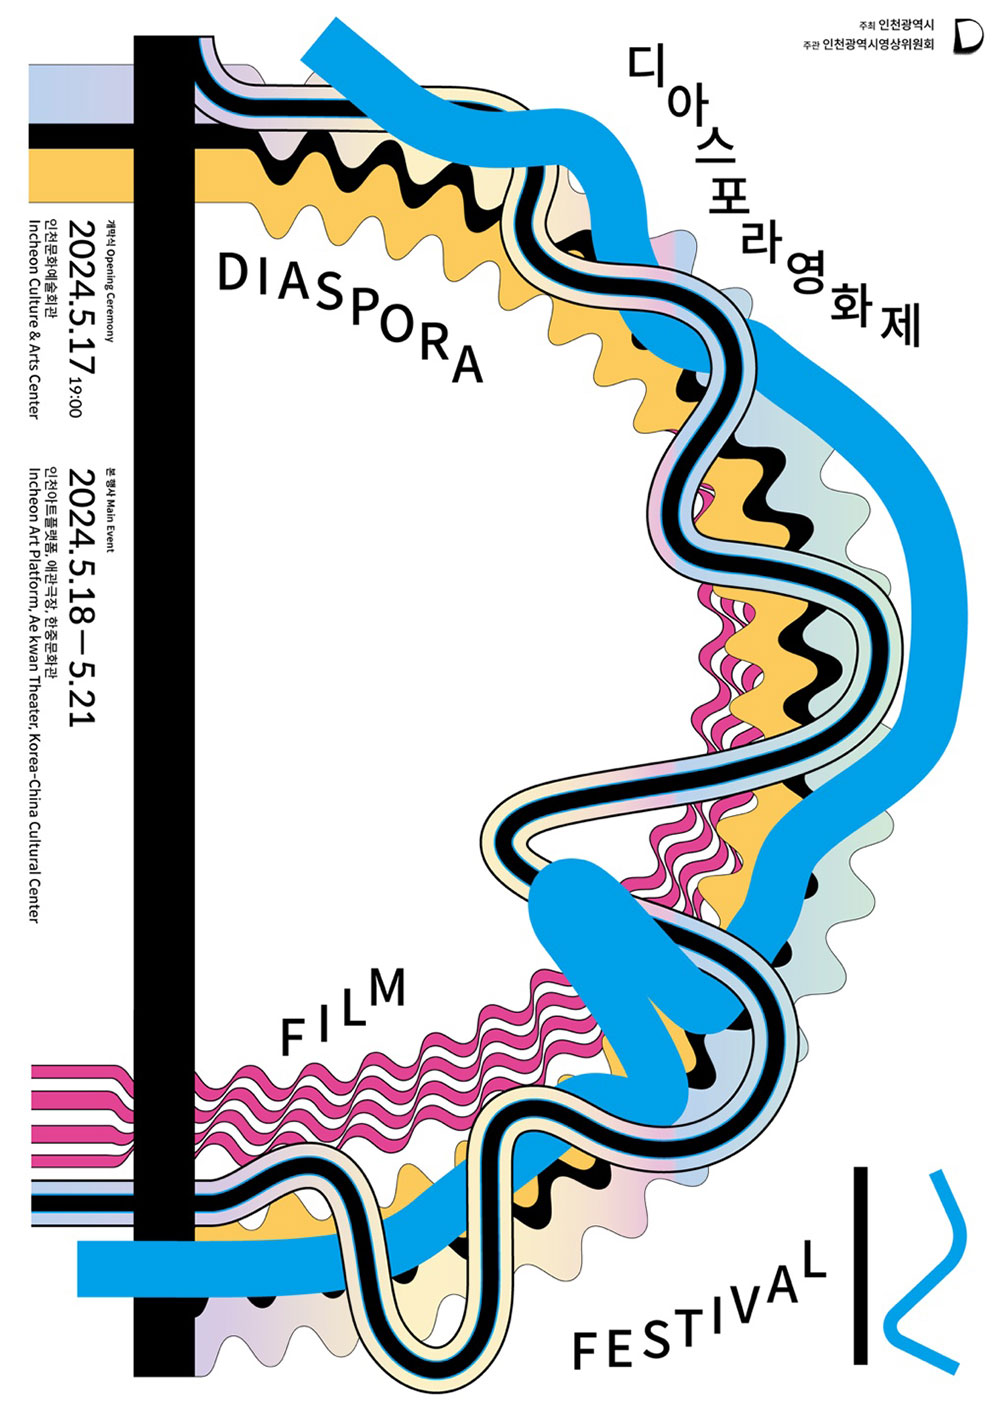 주최 인천광역시
주관 인천광역시영상위원회
디아스포라영화제
DIASPORA
FILM
FESTIVAL
개막식 Opening Ceremony
2024.5.17 19:00
인천문화예술회관
Incheon Culture & Arts Center
본 행사 Main Event
2024.5.18—5.21
인천아트플랫폼, 애관극장, 한중문화관
Incheon Art Platform, Ae kwan Theater, Korea-China Cultural Center